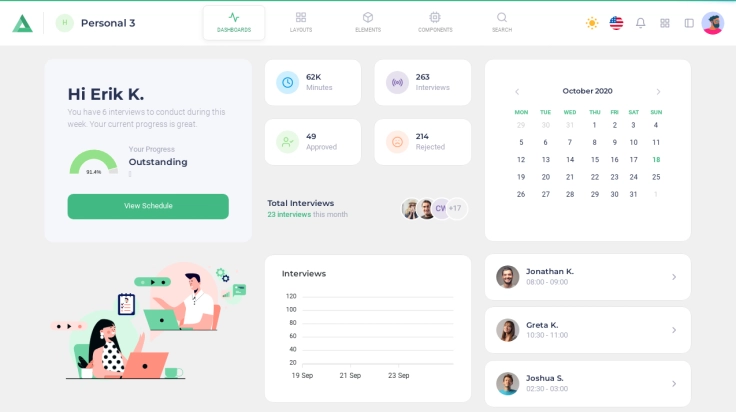 H
Personal 3
DASHBOARDS
LAYOUTS
ELEMENTS
COMPONENTS
SEARCH
Hi Erik K.
You have 6 interviews to conduct during this
week. Your current progress is great.
91.4%
Your Progress
Outstanding
View Schedule
62K
Minutes
263
Interviews
49
Approved
214
Rejected
Total Interviews
23 interviews this month
CW
+17
Interviews
120
100
80
60
40
20
19 Sep 21 Sep 23 Sep
October 2020
MON TUE WED THU FRI SAT SUN
29 30 31 1 2 3 4
5 6 7 8 9 10 11
12 13 14 15 16 17 18
19 20 21 22 23 24 25
26 27 28 29 30 31 1
Jonathan K.
08:00 - 09:00
Greta K.
10:30 - 11:00
Joshua S.
02:30 - 03:00